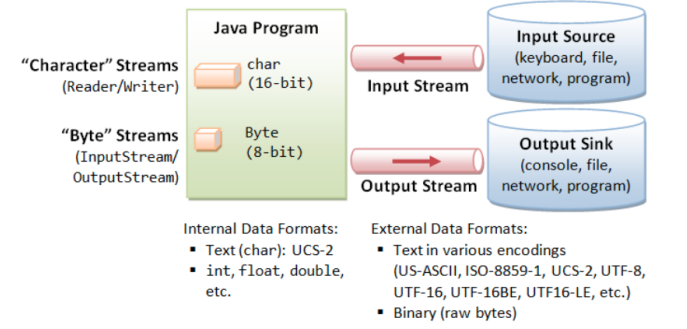 Java Program
"Character" Streams
(Reader/Writer)
char
(16-bit)
"Byte" Streams
(InputStream/
OutputStream)
Byte
(8-bit)
Input Stream
Output Stream
Input Source
(keyboard, file,
network, program)
Output Sink
(console, file,
network, program)
Internal Data Formats:
▪ Text (char): UCS-2
▪ int, float, double,
etc.
External Data Formats:
▪ Text in various encodings
(US-ASCII, ISO-8859-1, UCS-2, UTF-8,
UTF-16, UTF-16BE, UTF16-LE, etc.)
▪ Binary (raw bytes)